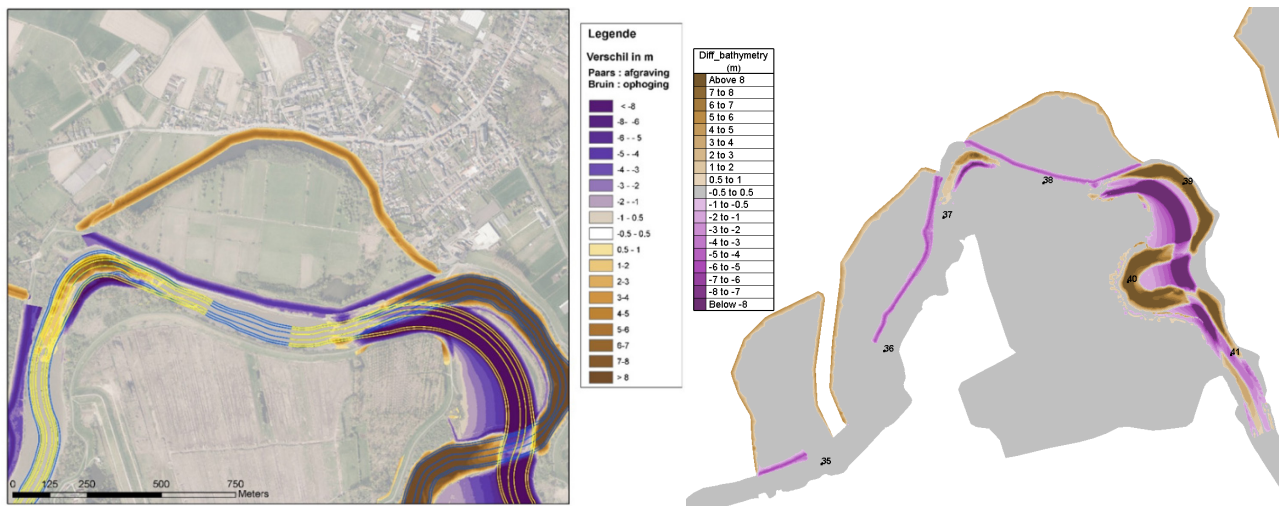 0 125 250 500 750
Meters
Legende
Verschil in m
Paars : afgraving
Bruin : ophoging
< -8
-8- -6
-6 - -5
-5 - -4
-4 - -3
-3 - -2
-2 - -1
-1 - 0.5
-0.5 - 0.5
0.5 - 1
1-2
2-3
3-4
4-5
5-6
6-7
7-8
> 8
Diff_bathymetry
(m)
Above 8
7 to 8
6 to 7
5 to 6
4 to 5
3 to 4
2 to 3
1 to 2
0.5 to 1
-0.5 to 0.5
-1 to -0.5
-2 to -1
-3 to -2
-4 to -3
-5 to -4
-6 to -5
-7 to -6
-8 to -7
Below -8
38
39
37
40
36
41
35